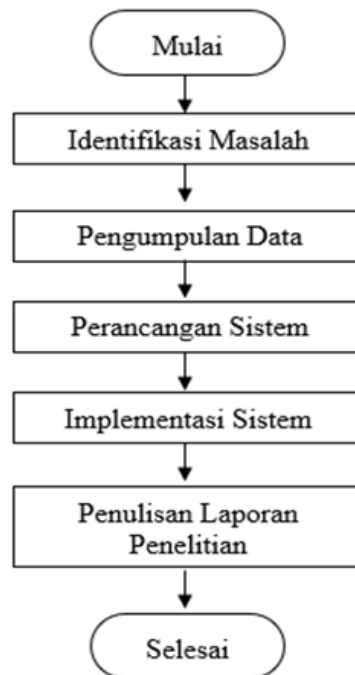 Mulai
Identifikasi Masalah
Pengumpulan Data
Perancangan Sistem
Implementasi Sistem
Penulisan Laporan
Penelitian
Selesai